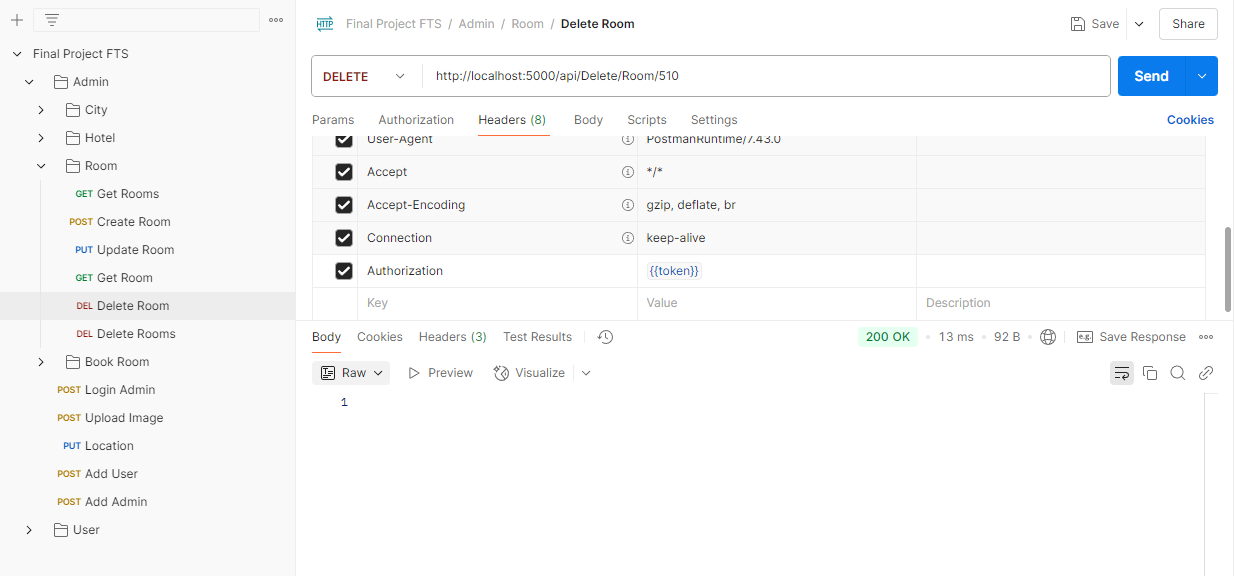 Final Project FTS
Admin
City
Hotel
Room
GET Get Rooms
POST Create Room
PUT Update Room
GET Get Room
DEL Delete Room
DEL Delete Rooms
Book Room
POST Login Admin
POST Upload Image
PUT Location
POST Add User
POST Add Admin
User
HTTP Final Project FTS / Admin / Room / Delete Room
Save
Share
DELETE http://localhost:5000/api/Delete/Room/510
Send
Params Authorization Headers (8) Body Scripts Settings Cookies
User-Agent PostmanRuntime/7.43.0
Accept */*
Accept-Encoding gzip, deflate, br
Connection keep-alive
Authorization {{token}}
Key Value Description
Body Cookies Headers (3) Test Results 200 OK 13 ms 92 B e.g. Save Response
Raw Preview Visualize
1